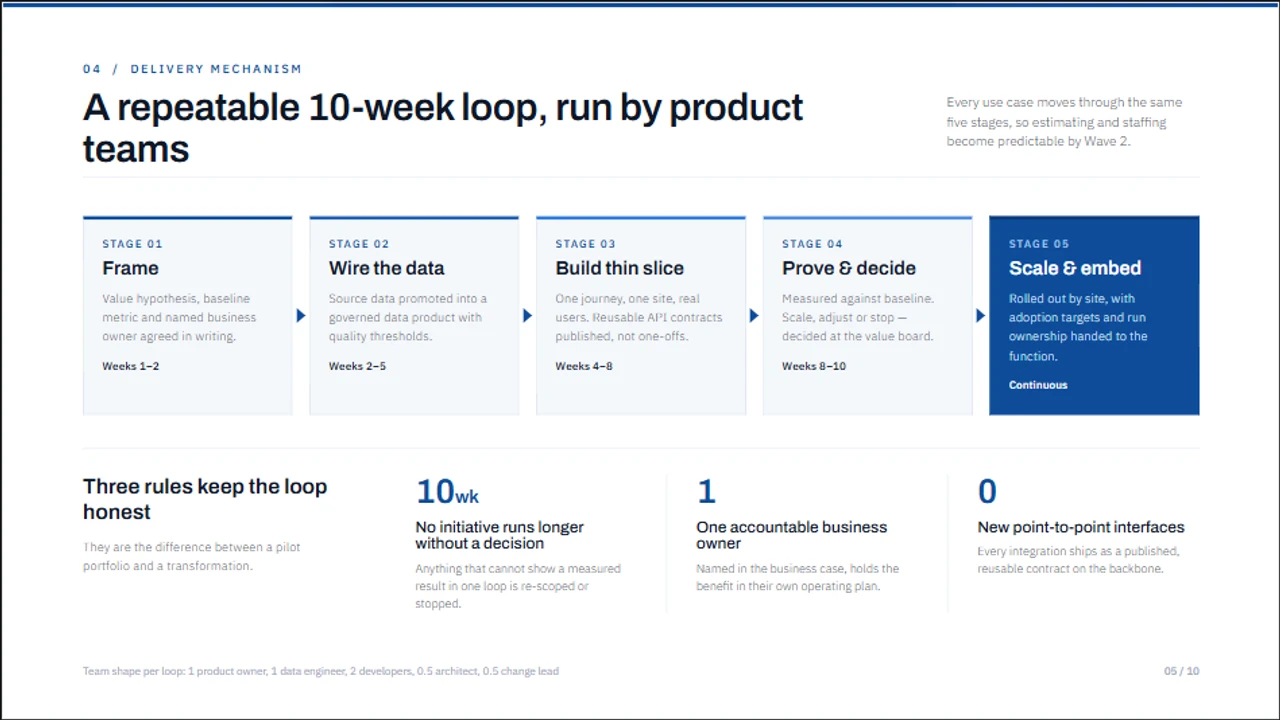 04 / DELIVERY MECHANISM
A repeatable 10-week loop, run by product
teams
Every use case moves through the same
five stages, so estimating and staffing
become predictable by Wave 2.
STAGE 01
Frame
Value hypothesis, baseline
metric and named business
owner agreed in writing.
Weeks 1–2
STAGE 02
Wire the data
Source data promoted into a
governed data product with
quality thresholds.
Weeks 2–5
STAGE 03
Build thin slice
One journey, one site, real
users. Reusable API contracts
published, not one-offs.
Weeks 4–8
STAGE 04
Prove & decide
Measured against baseline.
Scale, adjust or stop —
decided at the value board.
Weeks 8–10
STAGE 05
Scale & embed
Rolled out by site, with
adoption targets and run
ownership handed to the
function.
Continuous
Three rules keep the loop
honest
They are the difference between a pilot
portfolio and a transformation.
10wk
No initiative runs longer
without a decision
Anything that cannot show a measured
result in one loop is re-scoped or
stopped.
1
One accountable business
owner
Named in the business case, holds the
benefit in their own operating plan.
0
New point-to-point interfaces
Every integration ships as a published,
reusable contract on the backbone.
Team shape per loop: 1 product owner, 1 data engineer, 2 developers, 0.5 architect, 0.5 change lead
05 / 10